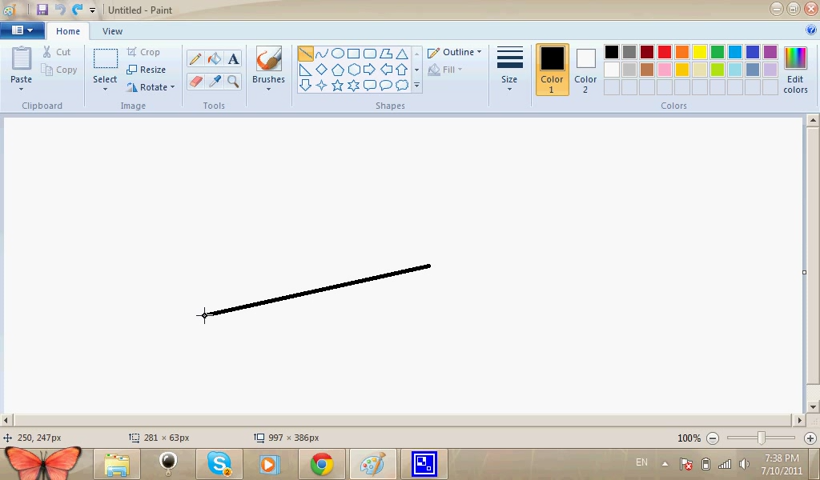 Untitled - Paint
Home View
Paste
Cut
Copy
Clipboard
Select
Crop
Resize
Rotate
Image
A
Tools
Brushes
Outline
Fill
Shapes
Size
Color 1
Color 2
Edit colors
Colors
250, 247px
281 × 63px
997 × 386px
100%
S 2
EN
7:38 PM
7/10/2011